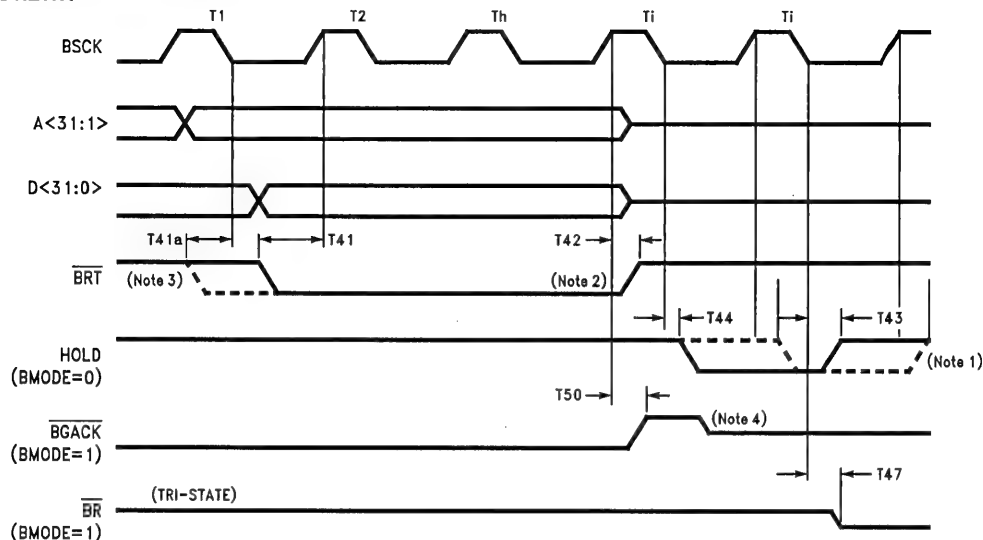 T1 T2 Th Ti Ti
BSCK
A<31:1>
D<31:0>
T41a T41 T42
BRT (Note 3) (Note 2)
T44 T43
HOLD
(BMODE=0)
(Note 1)
T50
BGACK
(BMODE=1)
(Note 4)
T47
(TRI-STATE)
BR
(BMODE=1)